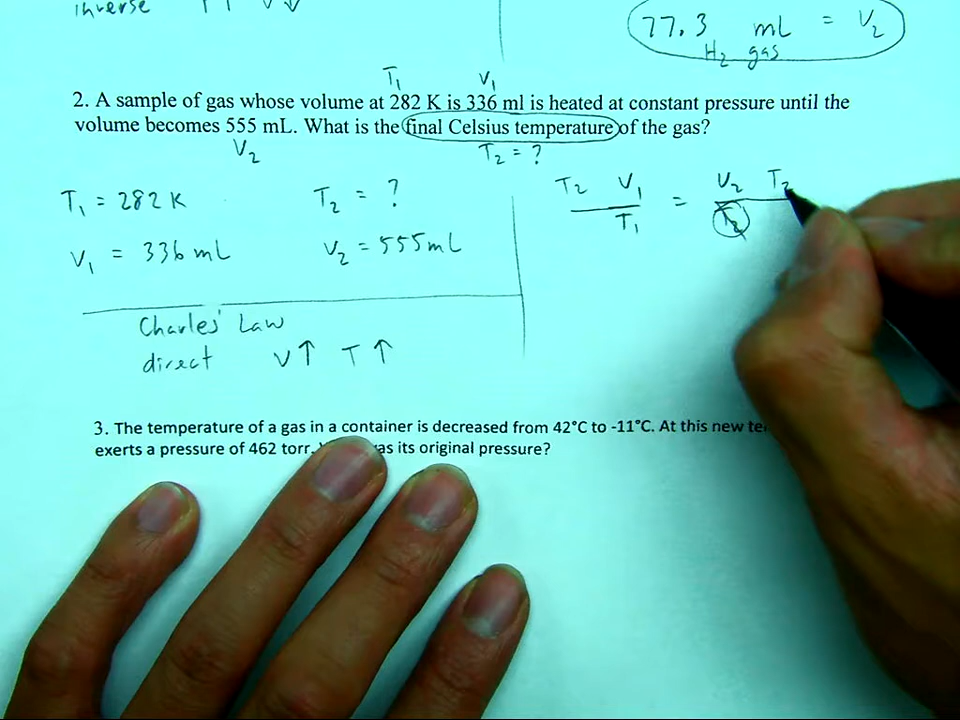 inverse
77.3 mL = V₂
H₂ gas
T₁ V₁
2. A sample of gas whose volume at 282 K is 336 ml is heated at constant pressure until the
volume becomes 555 mL. What is the final Celsius temperature of the gas?
V₂ T₂ = ?
T₁ = 282 K T₂ = ?
V₁ = 336 mL V₂ = 555 mL
T₂ V₁ = V₂ T₂
T₁ T₂
Charles' Law
direct V↑ T↑
3. The temperature of a gas in a container is decreased from 42°C to -11°C. At this new
exerts a pressure of 462 torr. its original pressure?